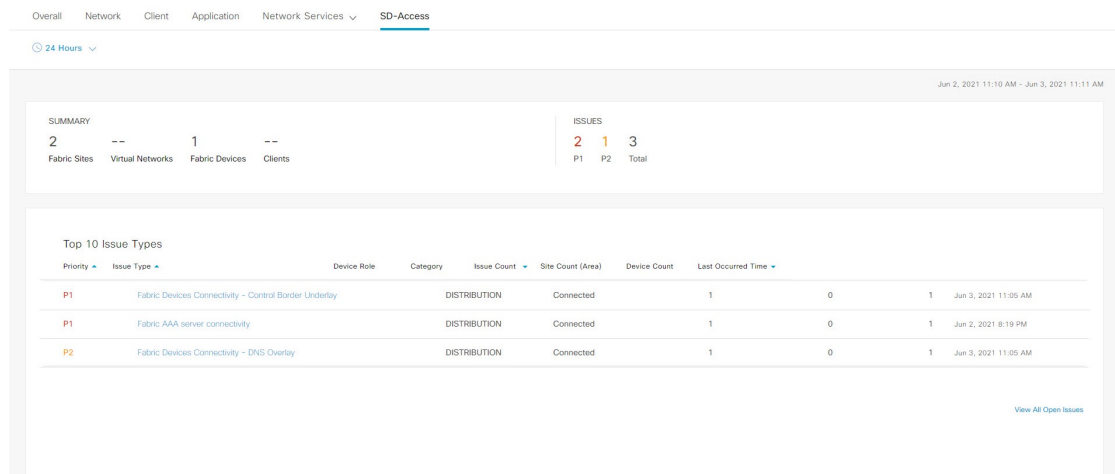 Overall Network Client Application Network Services SD-Access
24 Hours
Jun 2, 2021 11:10 AM - Jun 3, 2021 11:11 AM
SUMMARY ISSUES
2 -- 1 -- 2 1 3
Fabric Sites Virtual Networks Fabric Devices Clients P1 P2 Total
Top 10 Issue Types
Priority Issue Type Device Role Category Issue Count Site Count (Area) Device Count Last Occurred Time
P1 Fabric Devices Connectivity - Control Border Underlay DISTRIBUTION Connected 1 0 1 Jun 3, 2021 11:05 AM
P1 Fabric AAA server connectivity DISTRIBUTION Connected 1 0 1 Jun 2, 2021 8:19 PM
P2 Fabric Devices Connectivity - DNS Overlay DISTRIBUTION Connected 1 0 1 Jun 3, 2021 11:05 AM
View All Open Issues